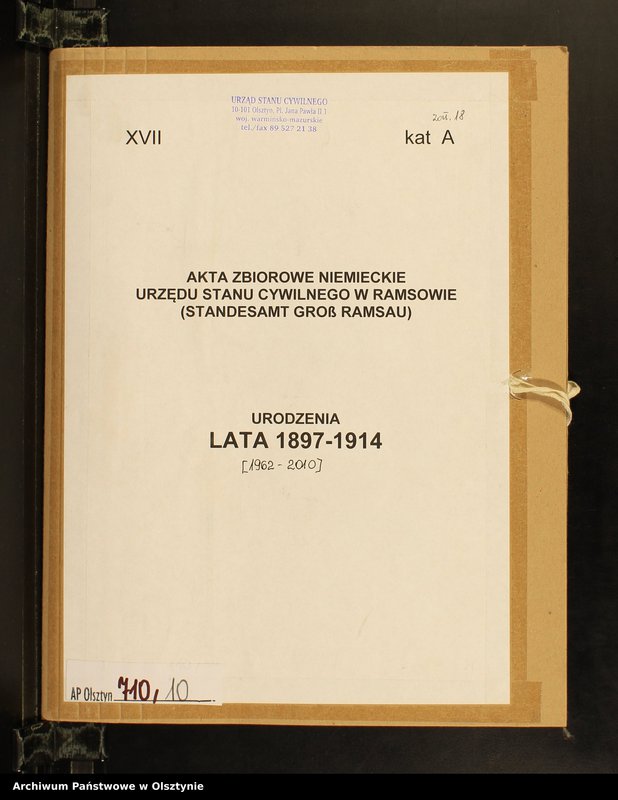 URZĄD STANU CYWILNEGO
10-101 Olsztyn, Pl. Jana Pawła II 1
woj. warmińsko-mazurskie
tel./fax 89 527 21 38
zał. 18
XVII kat A
AKTA ZBIOROWE NIEMIECKIE
URZĘDU STANU CYWILNEGO W RAMSOWIE
(STANDESAMT GROß RAMSAU)
URODZENIA
LATA 1897-1914
[1962 - 2010]
AP Olsztyn 710, 10
Archiwum Państwowe w Olsztynie